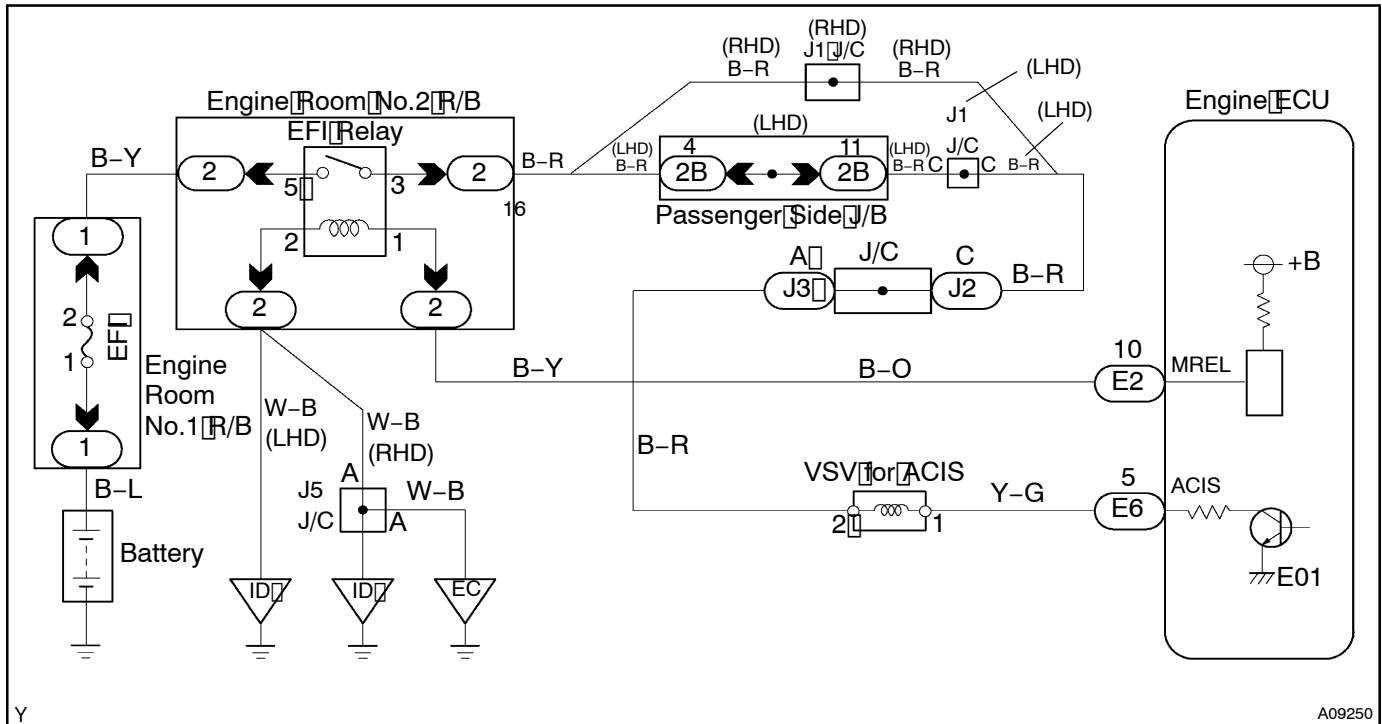 (RHD)
J1 J/C
(RHD)
B–R
(RHD)
B–R
(LHD)
J1
(LHD)
Engine Room No.2 R/B
EFI Relay
B–Y
2
5
3
2
16
B–R
2
1
2
2
(LHD)
(LHD)
B–R
4
2B
11
2B
(LHD)
B–R
C
J/C
C
B–R
Passenger Side J/B
A
J3
J/C
C
J2
B–R
1
2
EFI
1
1
Engine
Room
No.1 R/B
B–L
Battery
W–B
(LHD)
W–B
(RHD)
J5
J/C
A
A
W–B
ID
ID
EC
B–Y
B–O
B–R
VSV for ACIS
2
1
Y–G
Engine ECU
+B
10
E2
MREL
5
E6
ACIS
E01
Y
A09250